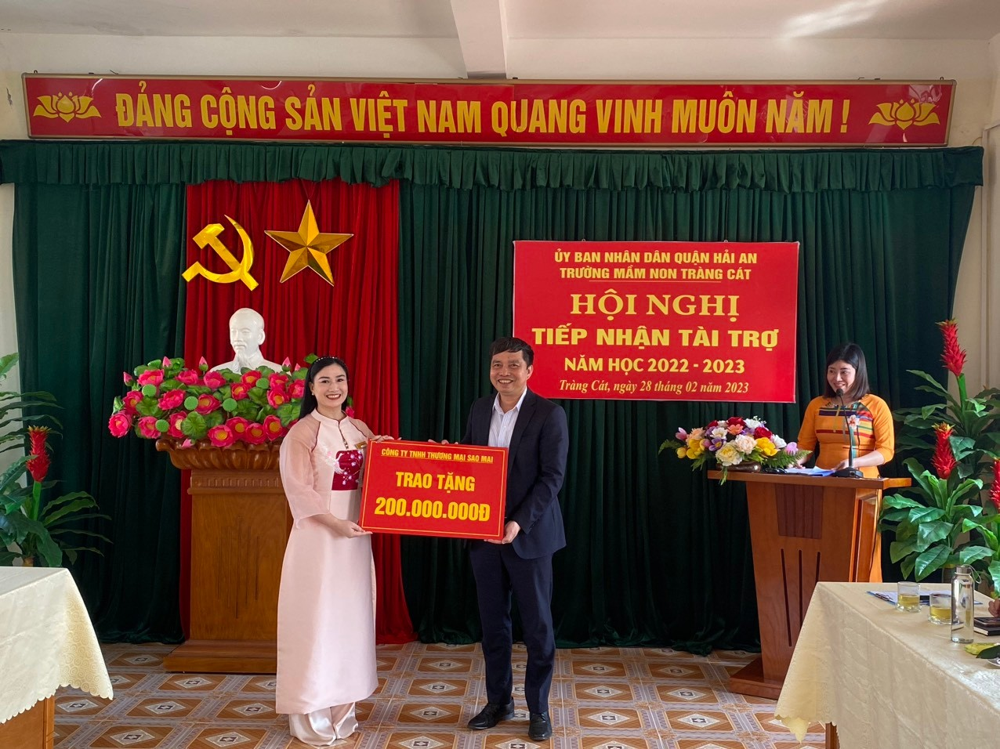 ĐẢNG CỘNG SẢN VIỆT NAM QUANG VINH MUÔN NĂM !
ỦY BAN NHÂN DÂN QUẬN HẢI AN
TRƯỜNG MẦM NON TRÀNG CÁT
HỘI NGHỊ
TIẾP NHẬN TÀI TRỢ
NĂM HỌC 2022 - 2023
Tràng Cát, ngày 28 tháng 02 năm 2023
CÔNG TY TNHH THƯƠNG MẠI SAO MAI
TRAO TẶNG
200.000.000Đ